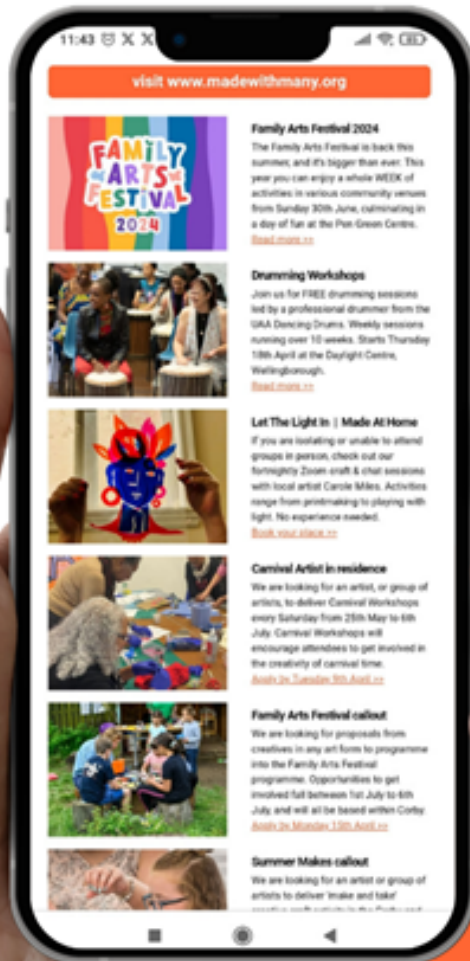 11:43
visit www.madewithmany.org
FAMILY
ARTS
FESTIVAL
2024
Family Arts Festival 2024
The Family Arts Festival is back this
summer, and it's bigger than ever. This
year you can enjoy a whole WEEK of
activities in various community venues
from Sunday 30th June, culminating in
a day of fun at the Pen Green Centre.
Read more >>
Drumming Workshops
Join us for FREE drumming sessions
led by a professional drummer from the
UAA Dancing Drums. Weekly sessions
running over 10 weeks. Starts Thursday
18th April at the Daylight Centre,
Wellingborough.
Read more >>
Let The Light In | Made At Home
If you are isolating or unable to attend
groups in person, check out our
fortnightly Zoom craft & chat sessions
with local artist Carole Miles. Activities
range from printmaking to playing with
light. No experience needed.
Book your place >>
Carnival Artist in residence
We are looking for an artist, or group of
artists, to deliver Carnival Workshops
every Saturday from 25th May to 6th
July. Carnival Workshops will
encourage attendees to get involved in
the creativity of carnival time.
Apply by Tuesday 9th April >>
Family Arts Festival callout
We are looking for proposals from
creatives in any art form to programme
into the Family Arts Festival
programme. Opportunities to get
involved fall between 1st July to 6th
July, and will all be based within Corby.
Apply by Monday 15th April >>
Summer Makes callout
We are looking for an artist or group of
artists to deliver 'make and take'